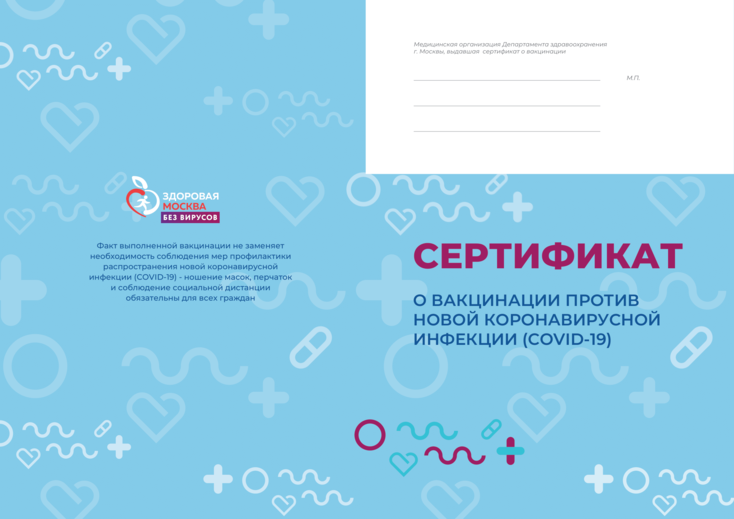 Медицинская организация Департамента здравоохранения
г. Москвы, выдавшая сертификат о вакцинации
М.П.
ЗДОРОВАЯ
МОСКВА
БЕЗ ВИРУСОВ
Факт выполненной вакцинации не заменяет
необходимость соблюдения мер профилактики
распространения новой коронавирусной
инфекции (COVID-19) - ношение масок, перчаток
и соблюдение социальной дистанции
обязательны для всех граждан
СЕРТИФИКАТ
О ВАКЦИНАЦИИ ПРОТИВ
НОВОЙ КОРОНАВИРУСНОЙ
ИНФЕКЦИИ (COVID-19)